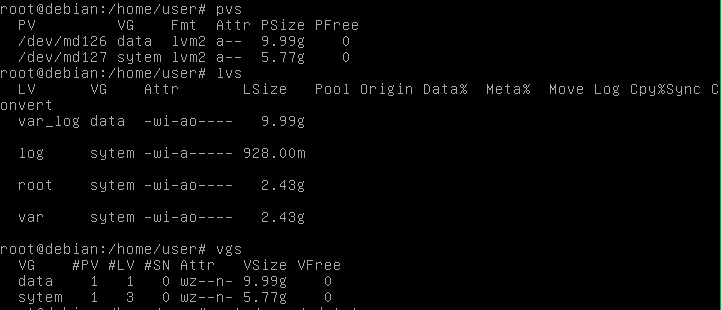 root@debian:/home/user# pvs
  PV         VG    Fmt  Attr PSize PFree
  /dev/md126 data  lvm2 a--  9.99g    0
  /dev/md127 sytem lvm2 a--  5.77g    0
root@debian:/home/user# lvs
  LV      VG    Attr       LSize   Pool Origin Data%  Meta%  Move Log Cpy%Sync C
onvert
  var_log data  -wi-ao----   9.99g
  log     sytem -wi-a----- 928.00m
  root    sytem -wi-ao----   2.43g
  var     sytem -wi-ao----   2.43g
root@debian:/home/user# vgs
  VG    #PV #LV #SN Attr   VSize VFree
  data    1   1   0 wz--n- 9.99g    0
  sytem   1   3   0 wz--n- 5.77g    0